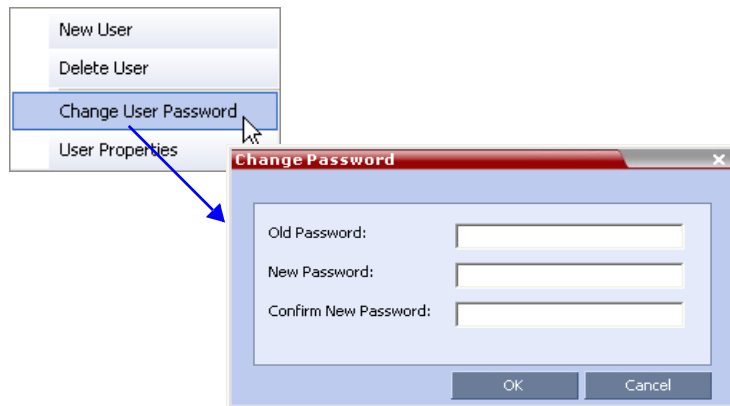 New User
Delete User
Change User Password
User Properties
Change Password
Old Password:
New Password:
Confirm New Password:
OK Cancel